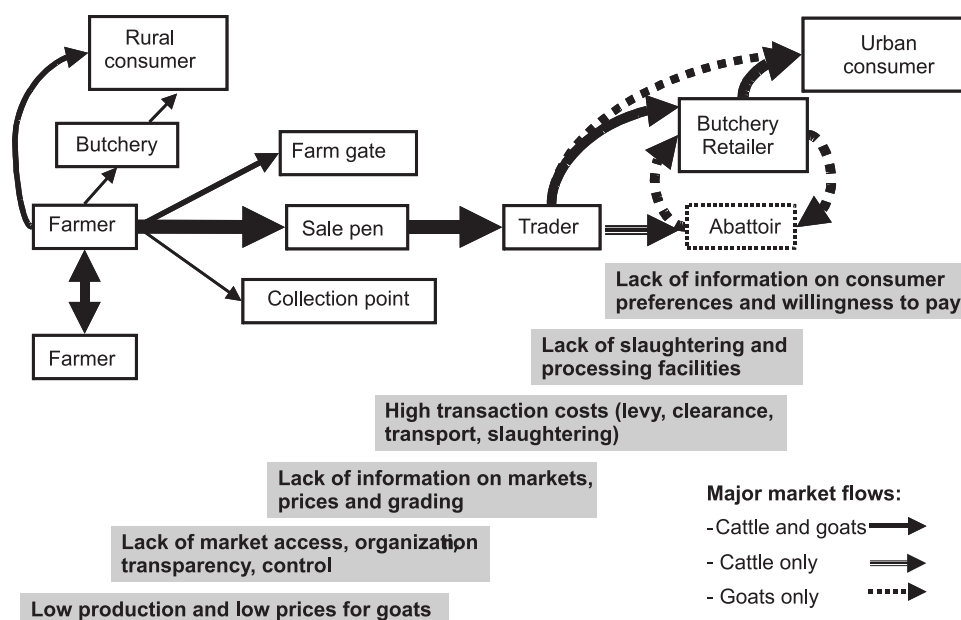 Rural
consumer
Urban
consumer
Butchery
Farm gate
Butchery
Retailer
Farmer
Sale pen
Trader
Abattoir
Collection point
Farmer
Lack of information on consumer
preferences and willingness to pay
Lack of slaughtering and
processing facilities
High transaction costs (levy, clearance,
transport, slaughtering)
Lack of information on markets,
prices and grading
Lack of market access, organization,
transparency, control
Low production and low prices for goats
Major market flows:
-Cattle and goats
- Cattle only
- Goats only